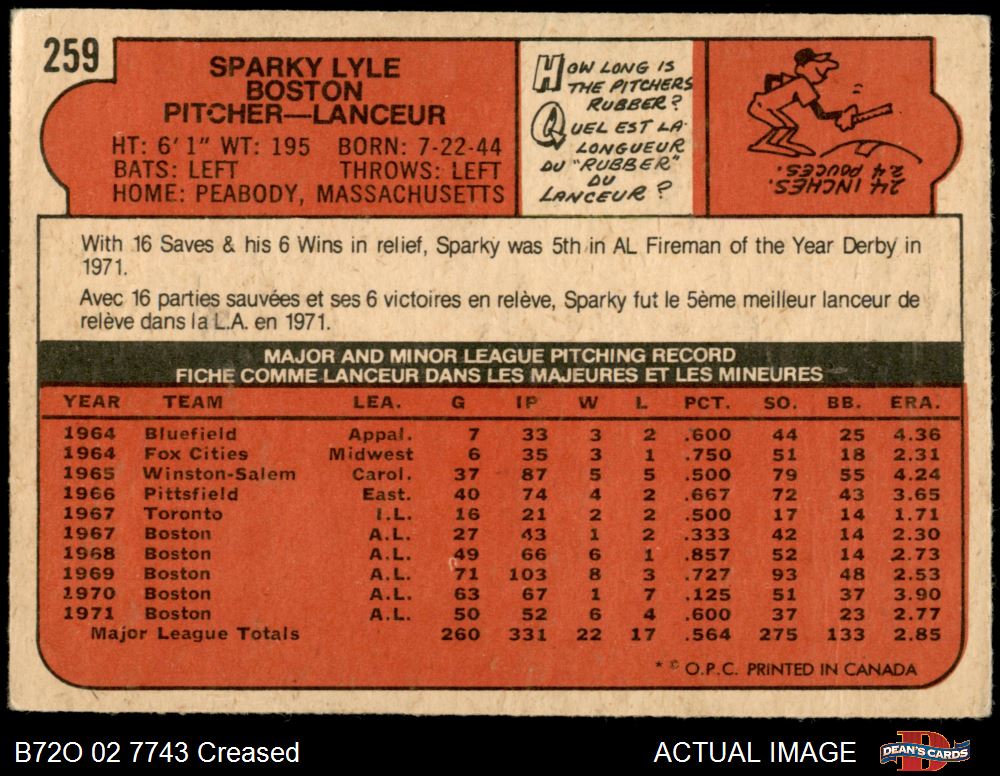 259
SPARKY LYLE
BOSTON
PITCHER—LANCEUR
HT: 6' 1" WT: 195 BORN: 7-22-44
BATS: LEFT THROWS: LEFT
HOME: PEABODY, MASSACHUSETTS
HOW LONG IS
THE PITCHERS
RUBBER?
QUEL EST LA
LONGUEUR
DU "RUBBER"
DU
LANCEUR?
24 INCHES.
24 POUCES.
With 16 Saves & his 6 Wins in relief, Sparky was 5th in AL Fireman of the Year Derby in
1971.
Avec 16 parties sauvées et ses 6 victoires en relève, Sparky fut le 5ème meilleur lanceur de
relève dans la L.A. en 1971.
MAJOR AND MINOR LEAGUE PITCHING RECORD
FICHE COMME LANCEUR DANS LES MAJEURES ET LES MINEURES
YEAR TEAM LEA. G IP W L PCT. SO. BB. ERA.
1964 Bluefield Appal. 7 33 3 2 .600 44 25 4.36
1964 Fox Cities Midwest 6 35 3 1 .750 51 18 2.31
1965 Winston-Salem Carol. 37 87 5 5 .500 79 55 4.24
1966 Pittsfield East. 40 74 4 2 .667 72 43 3.65
1967 Toronto I.L. 16 21 2 2 .500 17 14 1.71
1967 Boston A.L. 27 43 1 2 .333 42 14 2.30
1968 Boston A.L. 49 66 6 1 .857 52 14 2.73
1969 Boston A.L. 71 103 8 3 .727 93 48 2.53
1970 Boston A.L. 63 67 1 7 .125 51 37 3.90
1971 Boston A.L. 50 52 6 4 .600 37 23 2.77
Major League Totals 260 331 22 17 .564 275 133 2.85
* © O.P.C. PRINTED IN CANADA
B72O 02 7743 Creased
ACTUAL IMAGE
DEAN'S CARDS